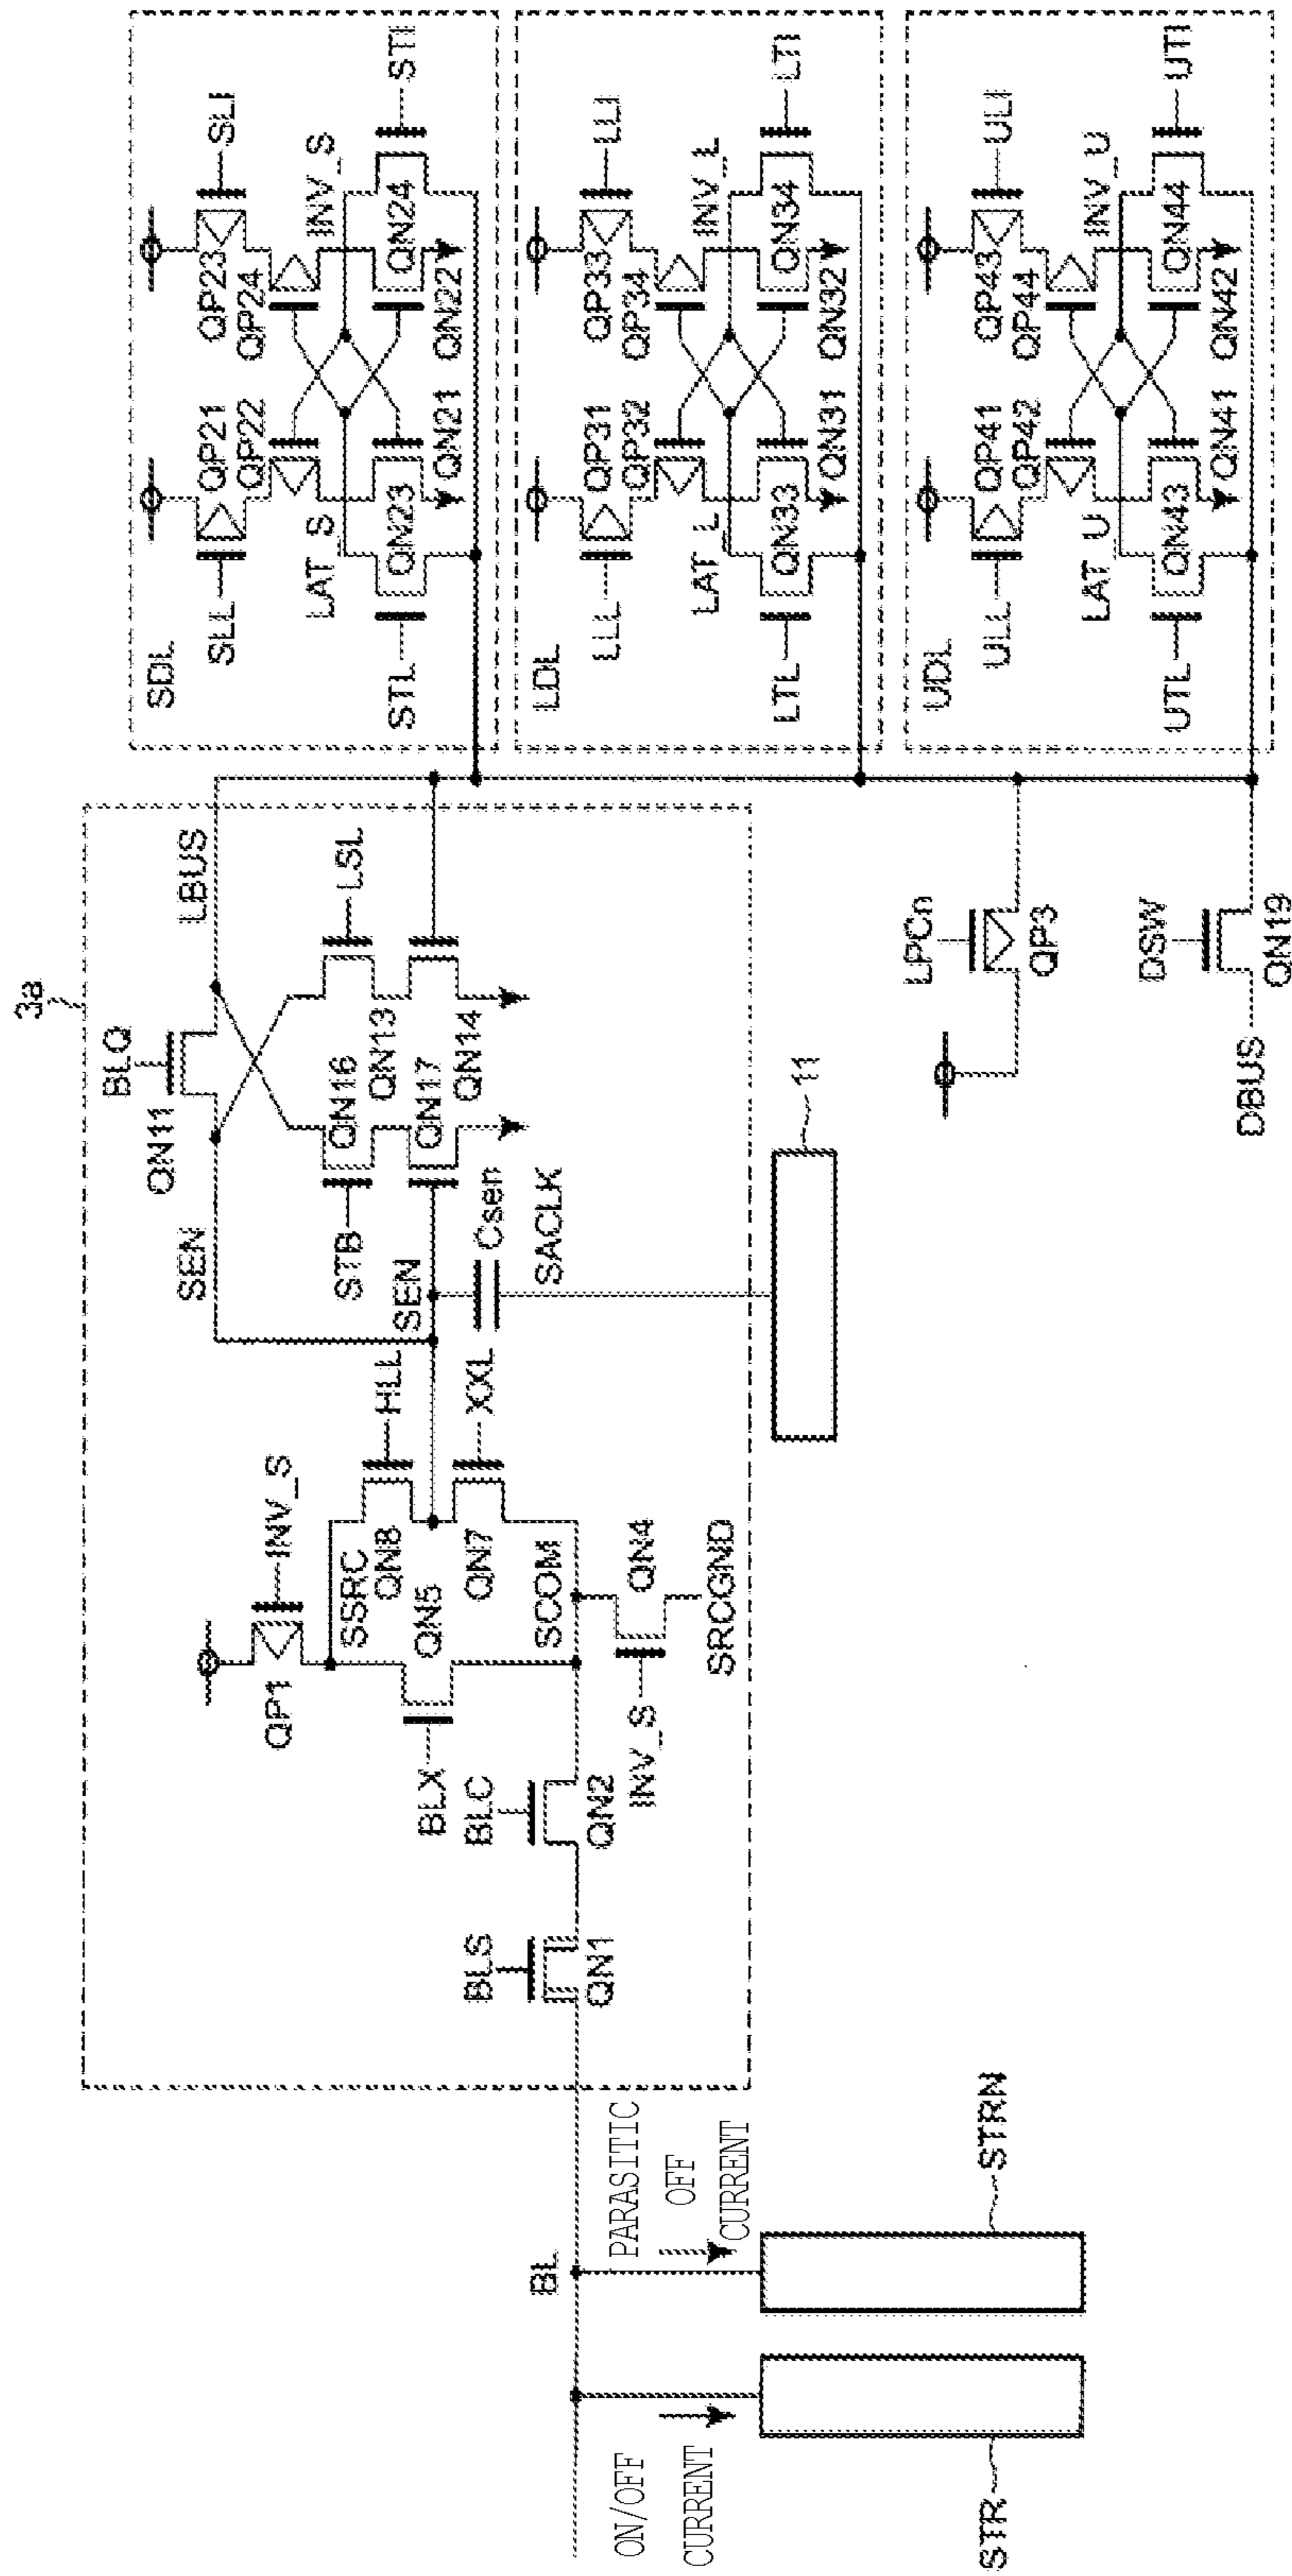 3a
BLQ
QN11
LBUS
SEN
LSL
QN16
QN13
STB
QN17
QN14
SEN
Csen
SACLK
11
INV_S
QP1
SSRC
HLL
QN8
QN5
QN7
XXL
BLX
SCOM
QN4
INV_S
SRCGND
BLC
QN2
BLS
QN1
BL
PARASITIC
OFF
CURRENT
STRN
ON/OFF
CURRENT
STR
SDL
SLL
QP21
QP22
SLI
QP23
QP24
LAT_S
INV_S
STL
QN23
QN21
QN24
QN22
STI
LDL
LLL
QP31
QP32
LLI
QP33
QP34
LAT_L
INV_L
LTL
QN33
QN31
QN34
QN32
LTI
UDL
ULL
QP41
QP42
ULI
QP43
QP44
LAT_U
INV_U
UTL
QN43
QN41
QN44
QN42
UTI
LPCn
QP3
DSW
QN19
DBUS